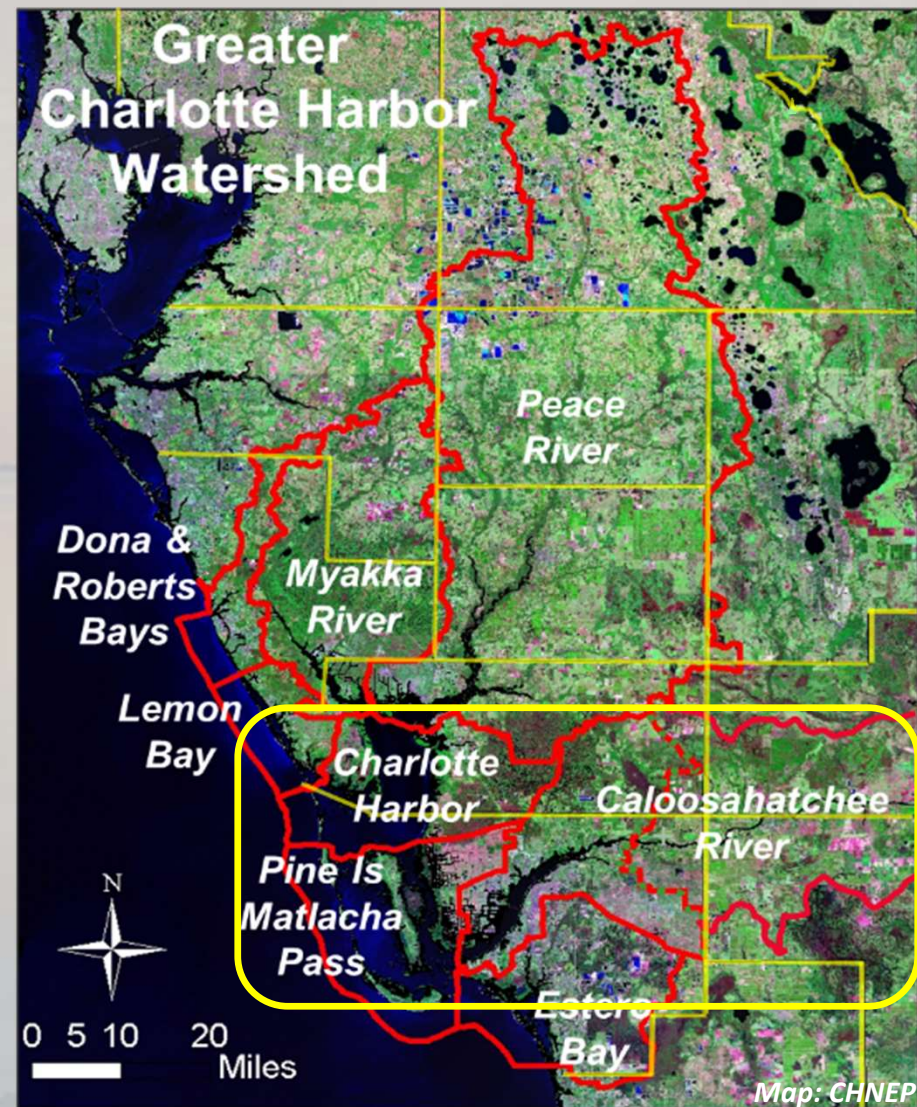 Greater
Charlotte Harbor
Watershed
Peace
River
Dona &
Roberts
Bays
Myakka
River
Lemon
Bay
Charlotte
Harbor
Caloosahatchee
River
Pine Is
Matlacha
Pass
Estero
Bay
N
0 5 10 20
Miles
Map: CHNEP